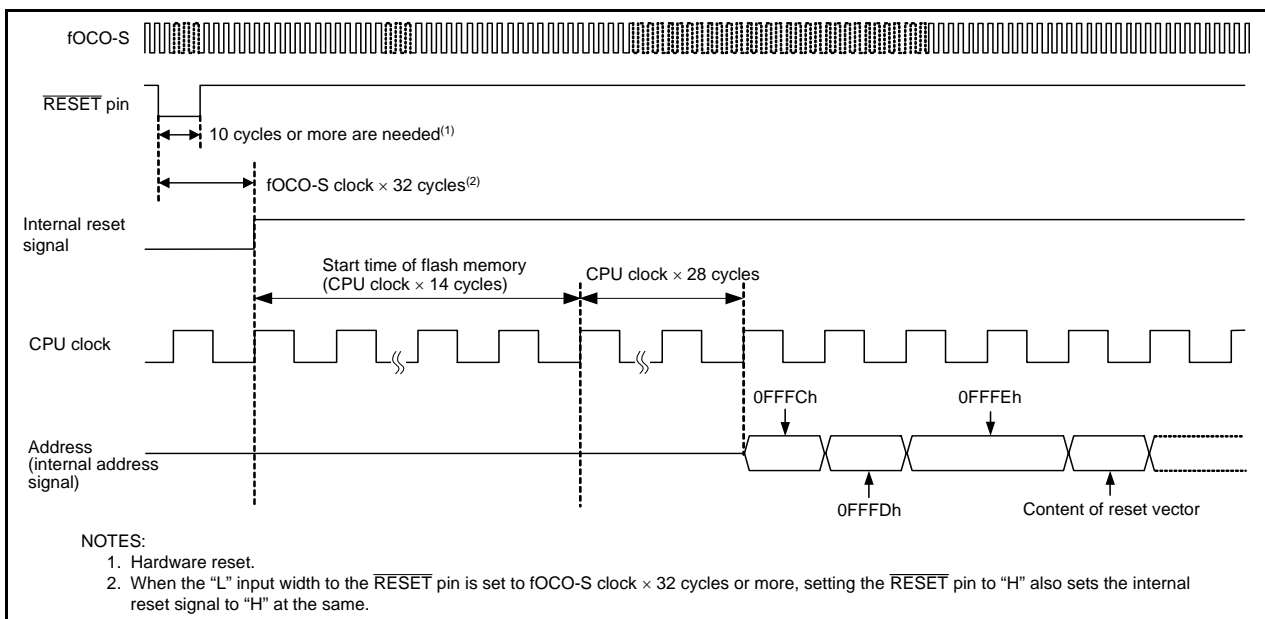 fOCO-S
RESET pin
10 cycles or more are needed(1)
fOCO-S clock × 32 cycles(2)
Internal reset
signal
Start time of flash memory
(CPU clock × 14 cycles)
CPU clock × 28 cycles
CPU clock
0FFFCh
0FFFEh
Address
(internal address
signal)
0FFFDh
Content of reset vector
NOTES:
1. Hardware reset.
2. When the “L” input width to the RESET pin is set to fOCO-S clock × 32 cycles or more, setting the RESET pin to “H” also sets the internal
reset signal to “H” at the same.